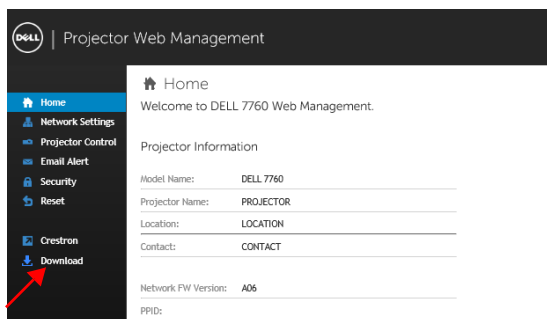 DELL | Projector Web Management
Home
Welcome to DELL 7760 Web Management.
Projector Information
Model Name: DELL 7760
Projector Name: PROJECTOR
Location: LOCATION
Contact: CONTACT
Network FW Version: A06
PPID:
Home
Network Settings
Projector Control
Email Alert
Security
Reset
Crestron
Download